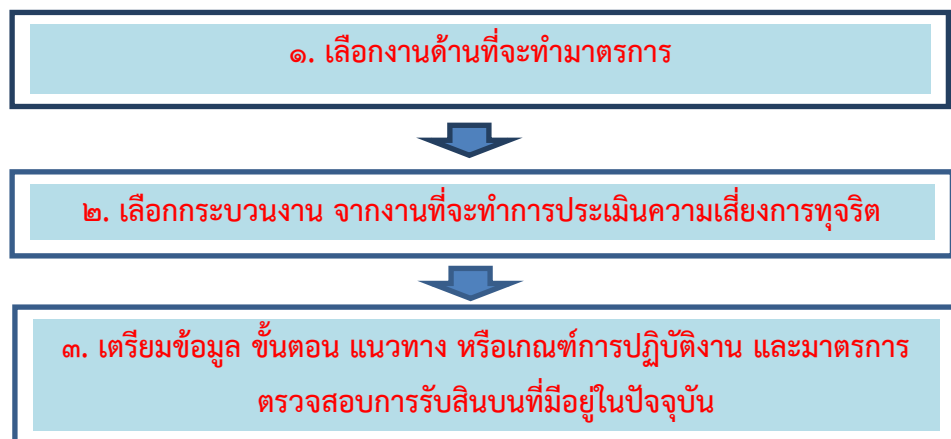 ๑. เลือกงานด้านที่จะทำมาตรการ
๒. เลือกกระบวนงาน จากงานที่จะทำการประเมินความเสี่ยงการทุจริต
๓. เตรียมข้อมูล ขั้นตอน แนวทาง หรือเกณฑ์การปฏิบัติงาน และมาตรการ
ตรวจสอบการรับสินบนที่มีอยู่ในปัจจุบัน